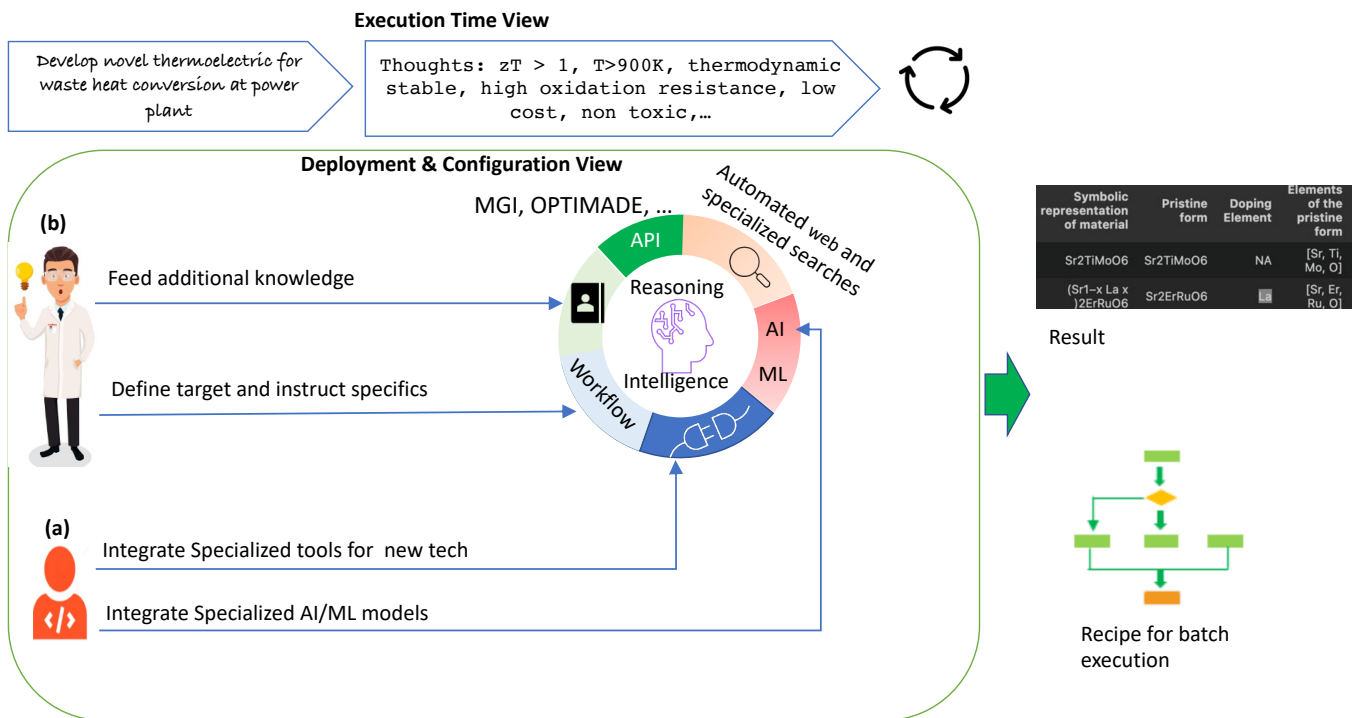 Execution Time View
Develop novel thermoelectric for
waste heat conversion at power
plant
Thoughts: zT > 1, T>900K, thermodynamic
stable, high oxidation resistance, low
cost, non toxic,…
Deployment & Configuration View
(b)
MGI, OPTIMADE, …
Automated web and
specialized searches
API
Feed additional knowledge
Reasoning
AI
ML
Intelligence
Define target and instruct specifics
Workflow
(a)
Integrate Specialized tools for new tech
Integrate Specialized AI/ML models
</>
Symbolic
representation
of material
Pristine
form
Doping
Element
Elements
of the
pristine
form
Sr2TiMoO6
Sr2TiMoO6
NA
[Sr, Ti,
Mo, O]
(Sr1–x La x
)2ErRuO6
Sr2ErRuO6
La
[Sr, Er,
Ru, O]
Result
Recipe for batch
execution